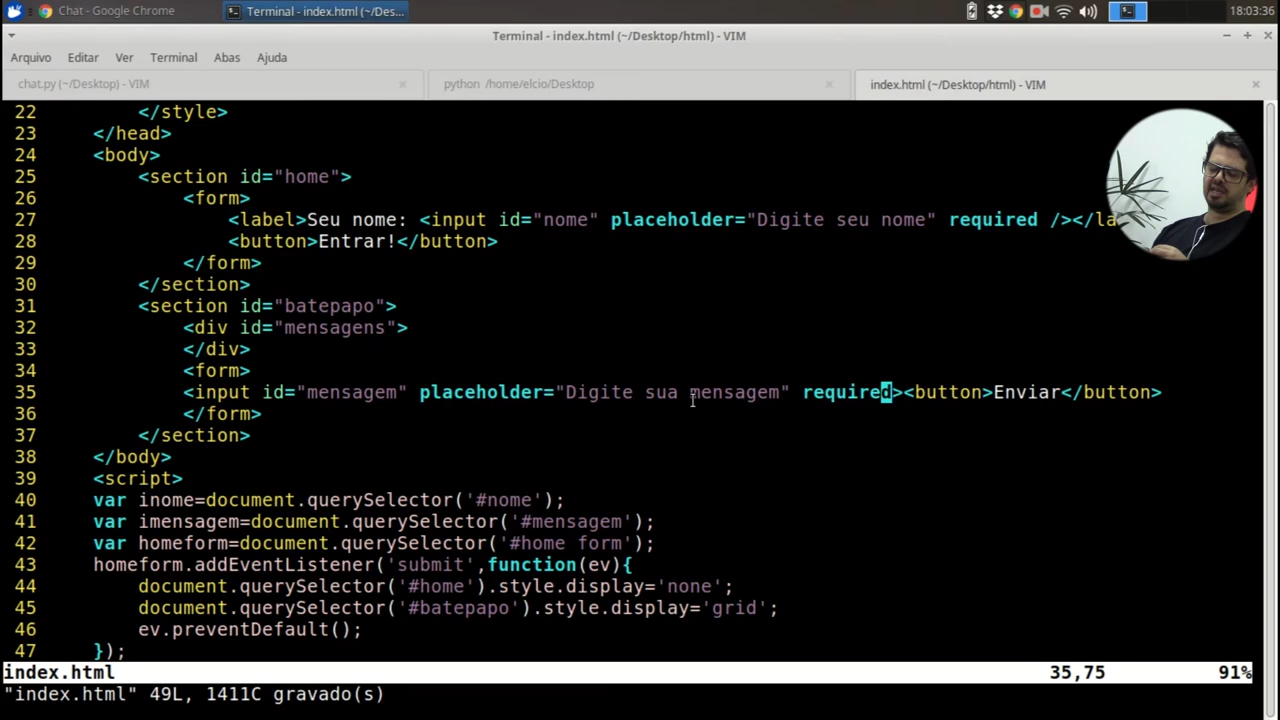 Chat - Google Chrome
Terminal - index.html (~/Des...
18:03:36
Terminal - index.html (~/Desktop/html) - VIM
Arquivo Editar Ver Terminal Abas Ajuda
chat.py (~/Desktop) - VIM
python /home/elcio/Desktop
index.html (~/Desktop/html) - VIM
22         </style>
23     </head>
24     <body>
25         <section id="home">
26             <form>
27                 <label>Seu nome: <input id="nome" placeholder="Digite seu nome" required /></la
28                 <button>Entrar!</button>
29             </form>
30         </section>
31         <section id="batepapo">
32             <div id="mensagens">
33             </div>
34             <form>
35             <input id="mensagem" placeholder="Digite sua mensagem" required><button>Enviar</button>
36             </form>
37         </section>
38     </body>
39     <script>
40     var inome=document.querySelector('#nome');
41     var imensagem=document.querySelector('#mensagem');
42     var homeform=document.querySelector('#home form');
43     homeform.addEventListener('submit',function(ev){
44         document.querySelector('#home').style.display='none';
45         document.querySelector('#batepapo').style.display='grid';
46         ev.preventDefault();
47     });
index.html 35,75 91%
"index.html" 49L, 1411C gravado(s)